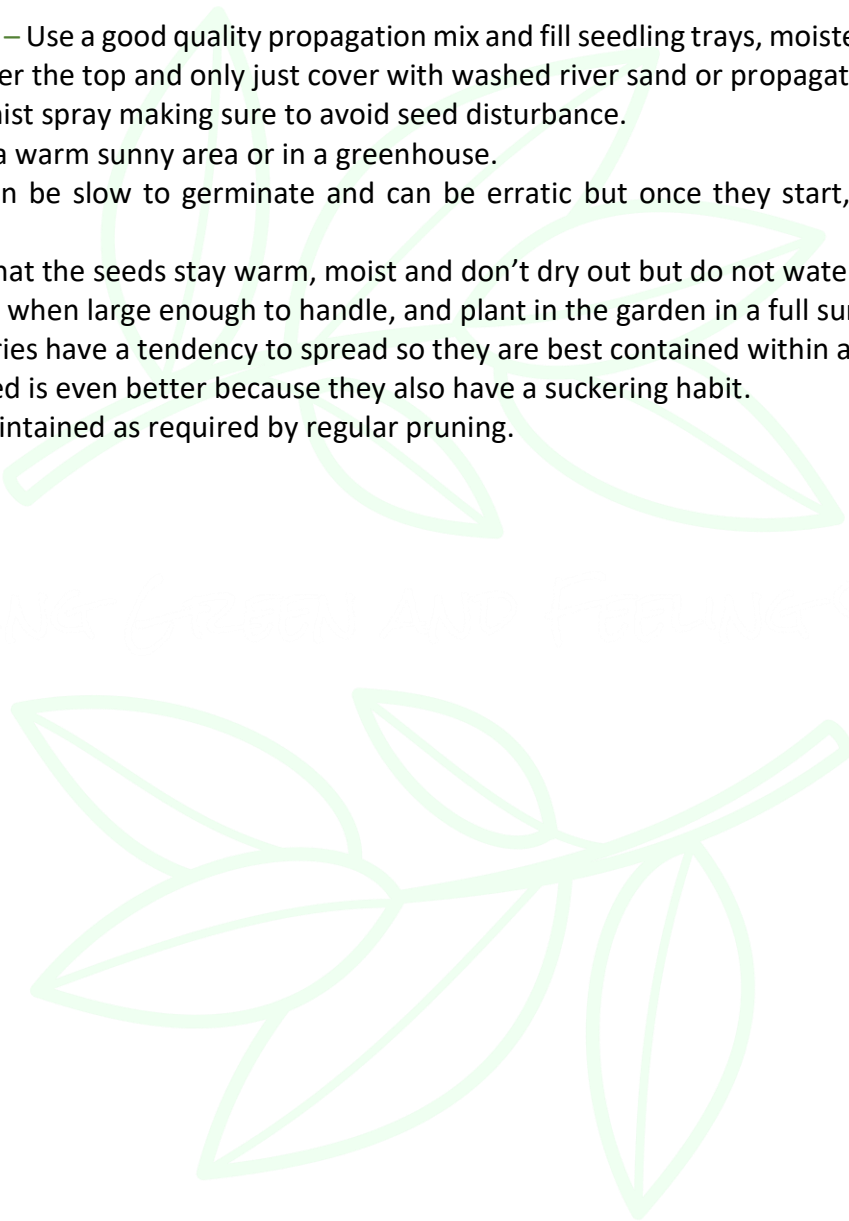 – Use a good quality propagation mix and fill seedling trays, moiste
er the top and only just cover with washed river sand or propagat
ist spray making sure to avoid seed disturbance.
a warm sunny area or in a greenhouse.
n be slow to germinate and can be erratic but once they start,
hat the seeds stay warm, moist and don’t dry out but do not wate
when large enough to handle, and plant in the garden in a full sun
ries have a tendency to spread so they are best contained within a
ed is even better because they also have a suckering habit.
intained as required by regular pruning.